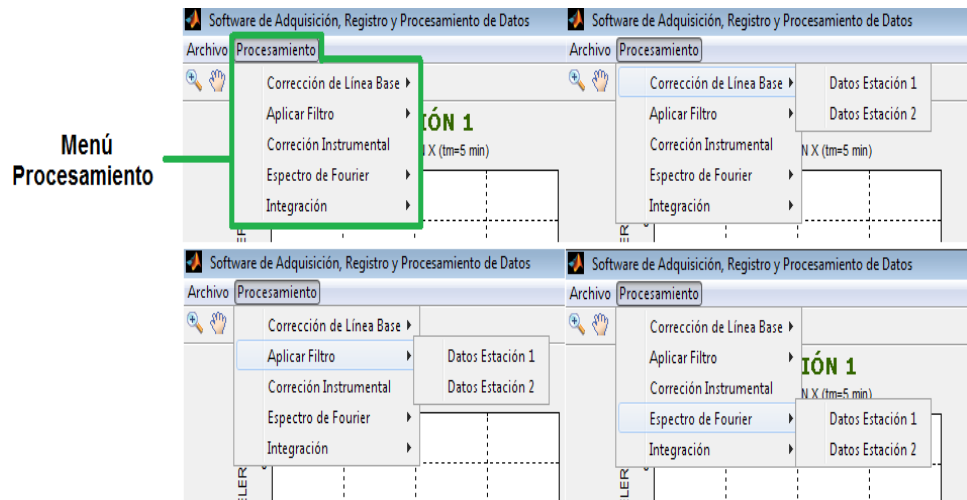 Menú
Procesamiento
Software de Adquisición, Registro y Procesamiento de Datos
Archivo Procesamiento
Corrección de Línea Base
Aplicar Filtro
Correción Instrumental
Espectro de Fourier
Integración
IÓN 1
N X (tm=5 min)
Software de Adquisición, Registro y Procesamiento de Datos
Archivo Procesamiento
Corrección de Línea Base
Datos Estación 1
Aplicar Filtro
Datos Estación 2
Correción Instrumental
N X (tm=5 min)
Espectro de Fourier
Integración
Software de Adquisición, Registro y Procesamiento de Datos
Archivo Procesamiento
Corrección de Línea Base
Aplicar Filtro
Datos Estación 1
Datos Estación 2
Correción Instrumental
Espectro de Fourier
Integración
ELER
Software de Adquisición, Registro y Procesamiento de Datos
Archivo Procesamiento
Corrección de Línea Base
Aplicar Filtro
IÓN 1
Correción Instrumental
N X (tm=5 min)
Espectro de Fourier
Datos Estación 1
Integración
Datos Estación 2
LER